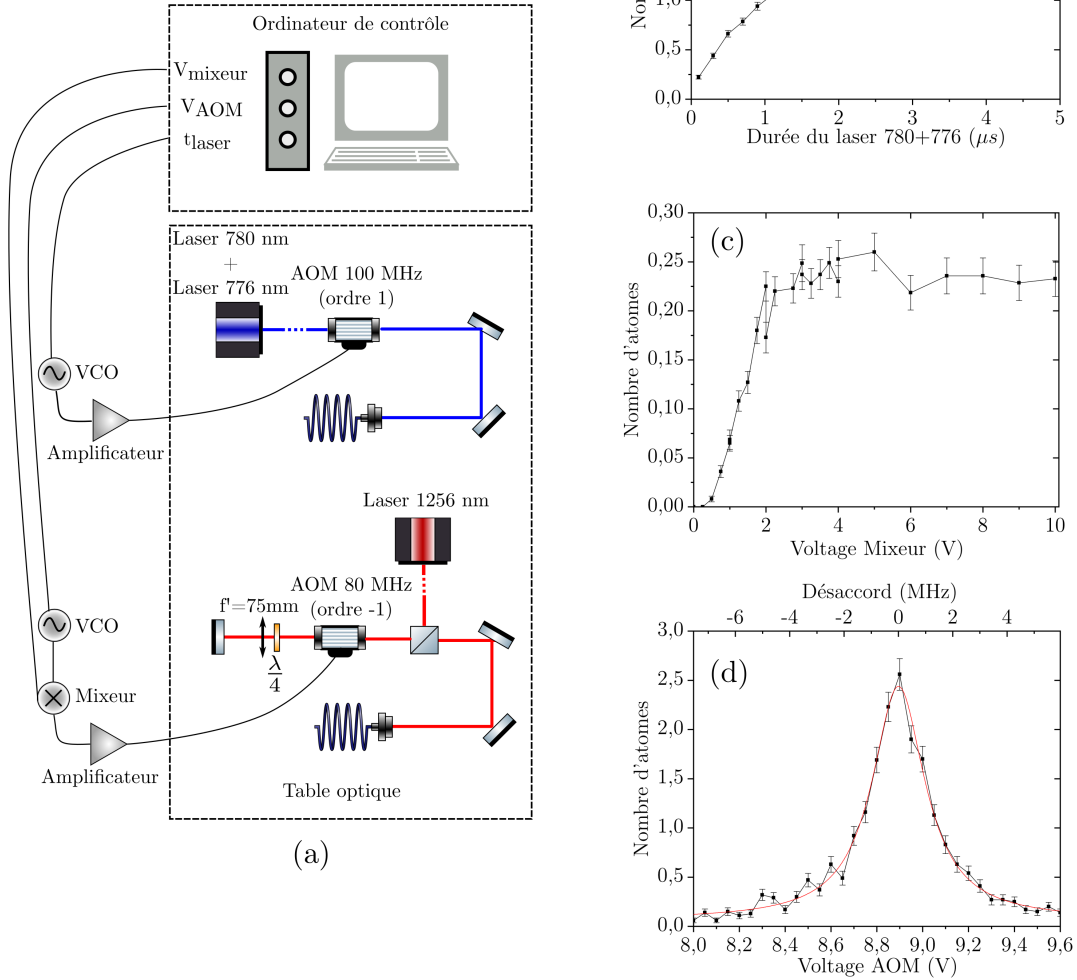 Ordinateur de contrôle
Vmixeur
VAOM
tlaser
Laser 780 nm
+
Laser 776 nm
AOM 100 MHz
(ordre 1)
VCO
Amplificateur
Laser 1256 nm
AOM 80 MHz
(ordre -1)
f'=75mm
λ
4
VCO
Mixeur
Amplificateur
Table optique
(a)
1,0
0,5
0,0
0 1 2 3 4 5
Durée du laser 780+776 (μs)
(c)
Nombre d'atomes
0,30
0,25
0,20
0,15
0,10
0,05
0,00
0 2 4 6 8 10
Voltage Mixeur (V)
Désaccord (MHz)
-6 -4 -2 0 2 4
(d)
Nombre d'atomes
3,0
2,5
2,0
1,5
1,0
0,5
0,0
8,0 8,2 8,4 8,6 8,8 9,0 9,2 9,4 9,6
Voltage AOM (V)